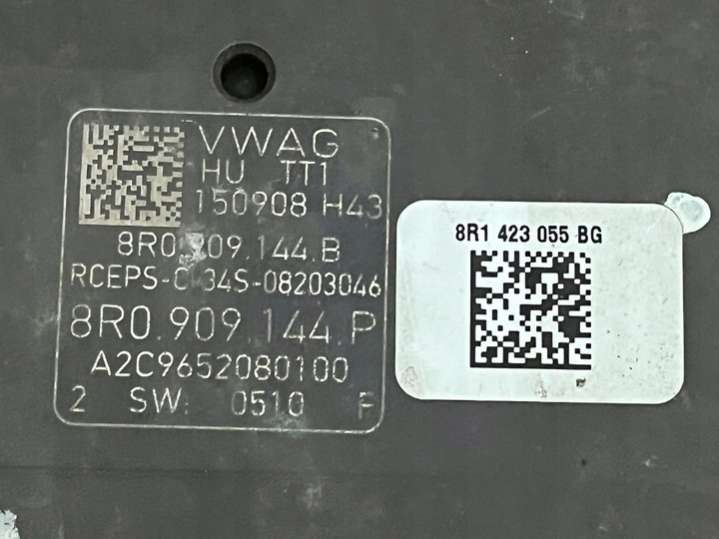 VWAG
HU TT1
150908 H43
8R0.909.144.B
RCEPS-C 34S-08203046
8R0.909.144.P
A2C9652080100
2 SW: 0510 F
8R1 423 055 BG